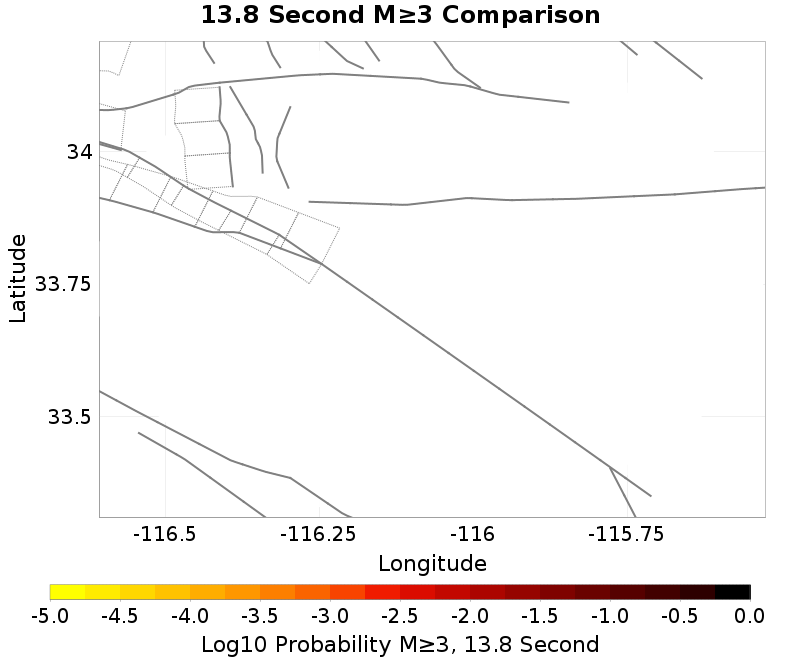 13.8 Second M≥3 Comparison
34
33.75
33.5
Latitude
-116.5 -116.25 -116 -115.75
Longitude
-5.0 -4.5 -4.0 -3.5 -3.0 -2.5 -2.0 -1.5 -1.0 -0.5 0.0
Log10 Probability M≥3, 13.8 Second